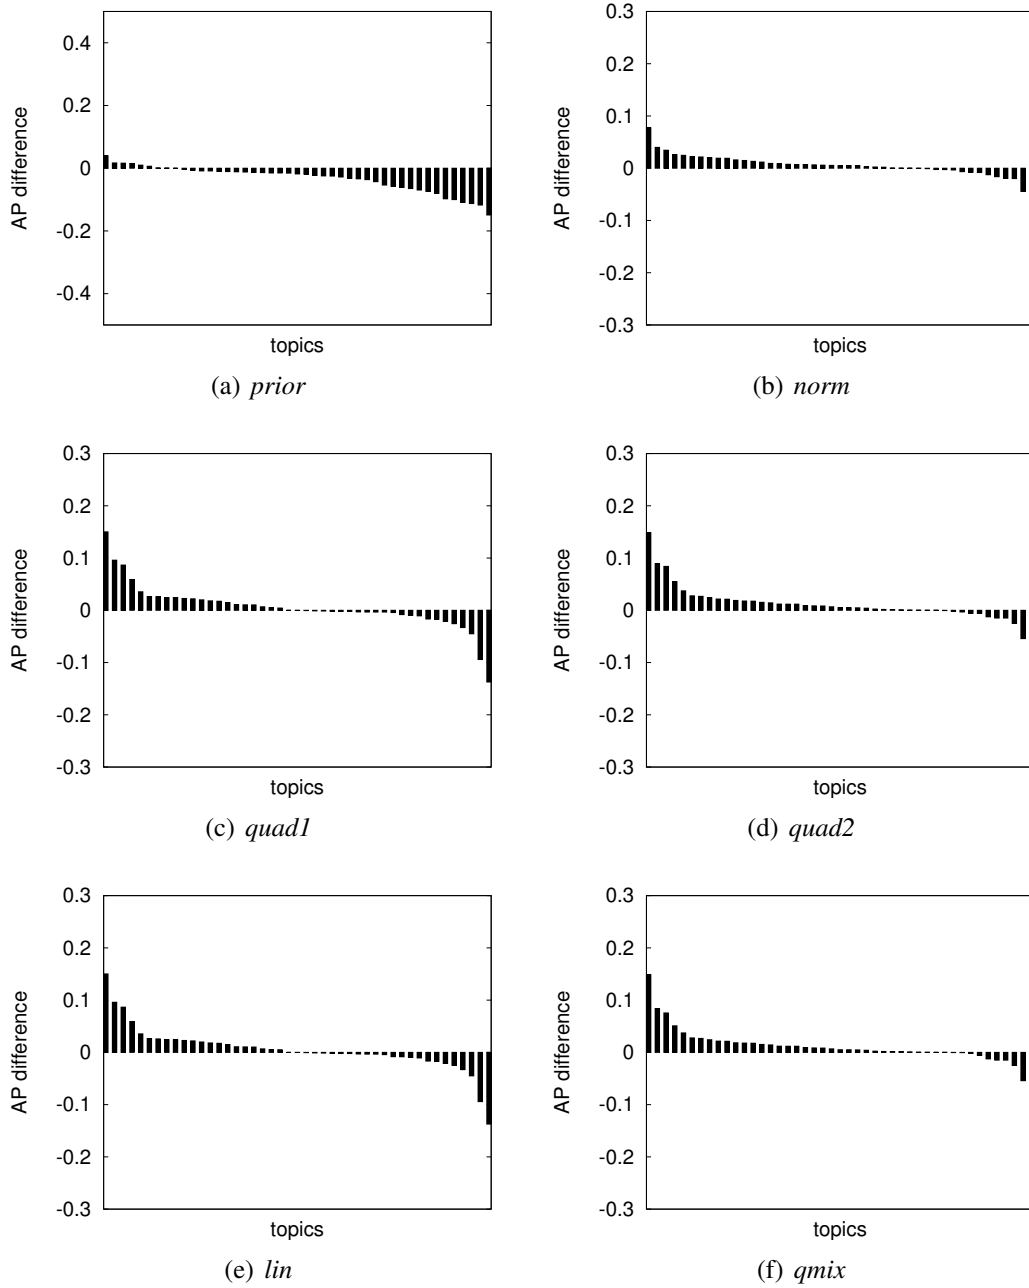 0.4
0.2
0
-0.2
-0.4
AP difference
topics
(a) prior
0.3
0.2
0.1
0
-0.1
-0.2
-0.3
AP difference
topics
(b) norm
0.3
0.2
0.1
0
-0.1
-0.2
-0.3
AP difference
topics
(c) quad1
0.3
0.2
0.1
0
-0.1
-0.2
-0.3
AP difference
topics
(d) quad2
0.3
0.2
0.1
0
-0.1
-0.2
-0.3
AP difference
topics
(e) lin
0.3
0.2
0.1
0
-0.1
-0.2
-0.3
AP difference
topics
(f) qmix